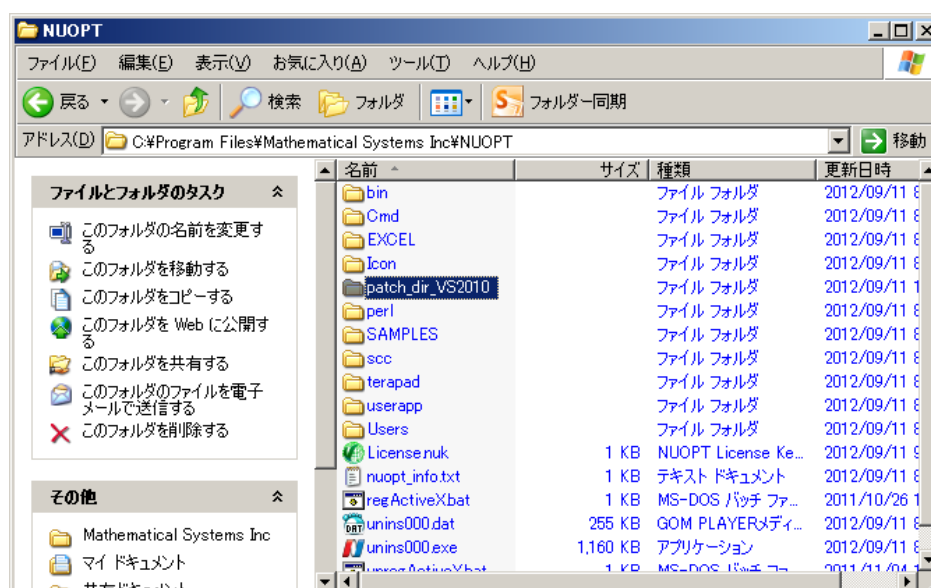 NUOPT
ファイル(F) 編集(E) 表示(V) お気に入り(A) ツール(T) ヘルプ(H)
戻る 検索 フォルダ フォルダー同期
アドレス(D) C:¥Program Files¥Mathematical Systems Inc¥NUOPT 移動
ファイルとフォルダのタスク
このフォルダの名前を変更す
る
このフォルダを移動する
このフォルダをコピーする
このフォルダを Web に公開す
る
このフォルダを共有する
このフォルダのファイルを電子
メールで送信する
このフォルダを削除する
その他
Mathematical Systems Inc
マイ ドキュメント
名前 サイズ 種類 更新日時
bin ファイル フォルダ 2012/09/11 8
Cmd ファイル フォルダ 2012/09/11 8
EXCEL ファイル フォルダ 2012/09/11 8
Icon ファイル フォルダ 2012/09/11 8
patch_dir_VS2010 ファイル フォルダ 2012/09/11 1
perl ファイル フォルダ 2012/09/11 8
SAMPLES ファイル フォルダ 2012/09/11 8
scc ファイル フォルダ 2012/09/11 8
terapad ファイル フォルダ 2012/09/11 8
userapp ファイル フォルダ 2012/09/11 8
Users ファイル フォルダ 2012/09/11 8
License.nuk 1 KB NUOPT License Ke... 2012/09/11 9
nuopt_info.txt 1 KB テキスト ドキュメント 2012/09/11 8
regActiveX.bat 1 KB MS-DOS バッチ ファ... 2011/10/26 1
unins000.dat 255 KB GOM PLAYERメディ... 2012/09/11 8
unins000.exe 1,160 KB アプリケーション 2012/09/11 8